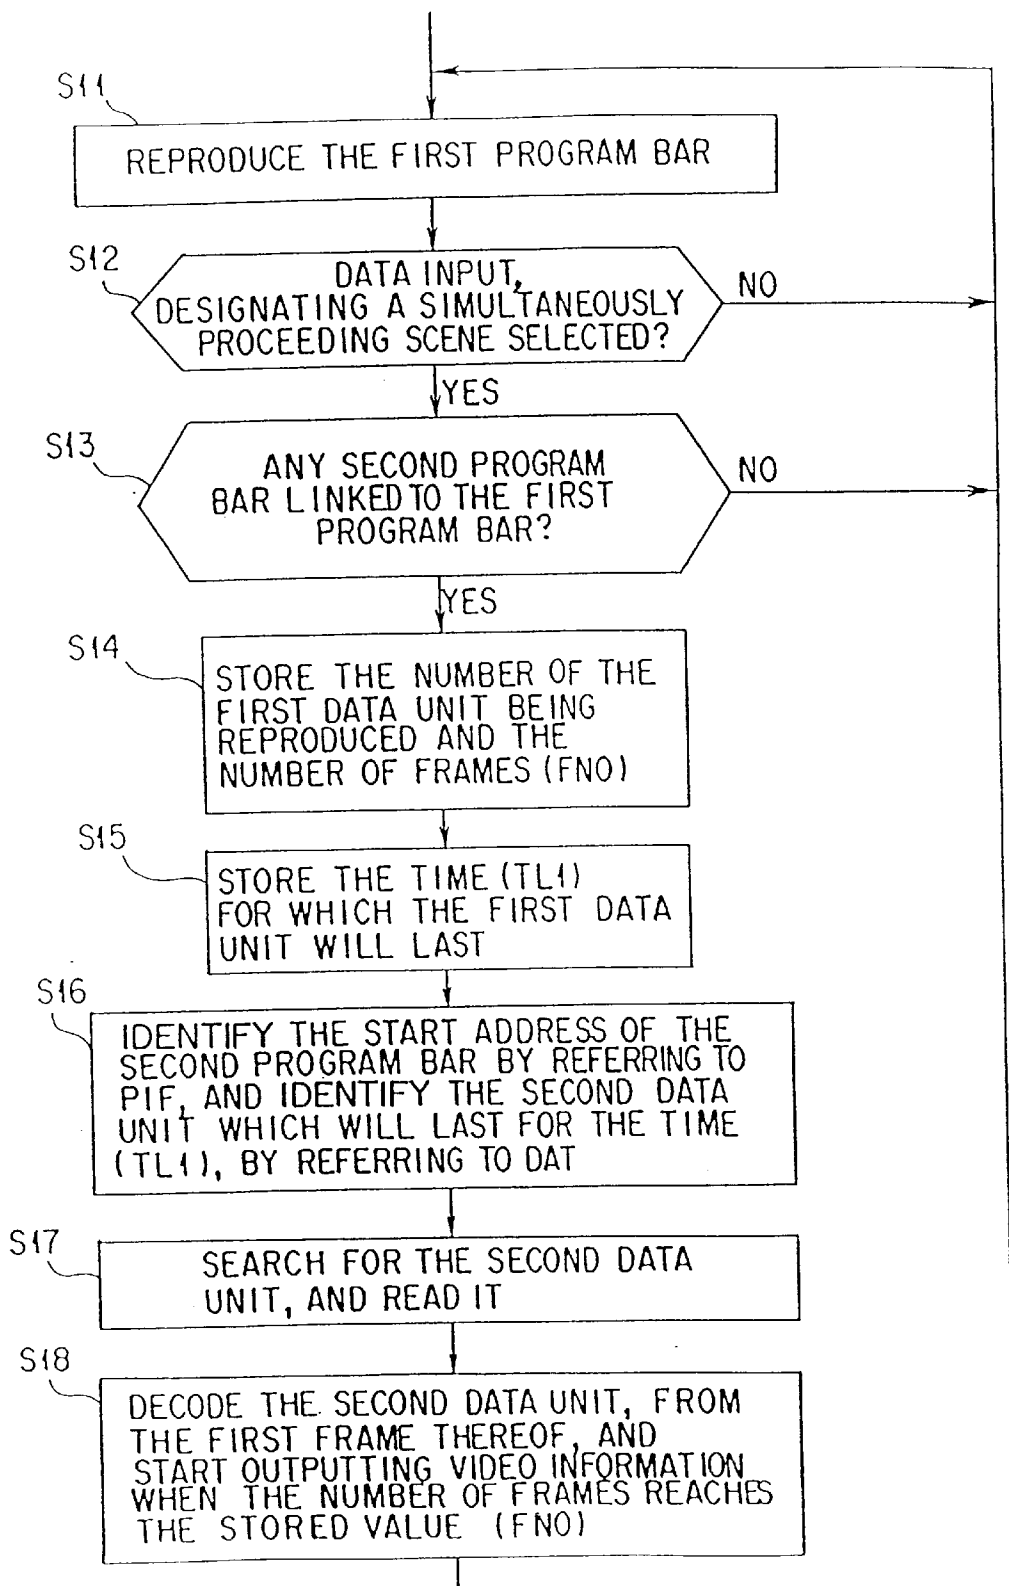 S11
REPRODUCE THE FIRST PROGRAM BAR
S12
DATA INPUT,
DESIGNATING A SIMULTANEOUSLY
PROCEEDING SCENE SELECTED?
NO
YES
S13
ANY SECOND PROGRAM
BAR LINKED TO THE FIRST
PROGRAM BAR?
NO
YES
S14
STORE THE NUMBER OF THE
FIRST DATA UNIT BEING
REPRODUCED AND THE
NUMBER OF FRAMES (FNO)
S15
STORE THE TIME (TL1)
FOR WHICH THE FIRST DATA
UNIT WILL LAST
S16
IDENTIFY THE START ADDRESS OF THE
SECOND PROGRAM BAR BY REFERRING TO
PIF, AND IDENTIFY THE SECOND DATA
UNIT WHICH WILL LAST FOR THE TIME
(TL1), BY REFERRING TO DAT
S17
SEARCH FOR THE SECOND DATA
UNIT, AND READ IT
S18
DECODE THE SECOND DATA UNIT, FROM
THE FIRST FRAME THEREOF, AND
START OUTPUTTING VIDEO INFORMATION
WHEN THE NUMBER OF FRAMES REACHES
THE STORED VALUE (FNO)